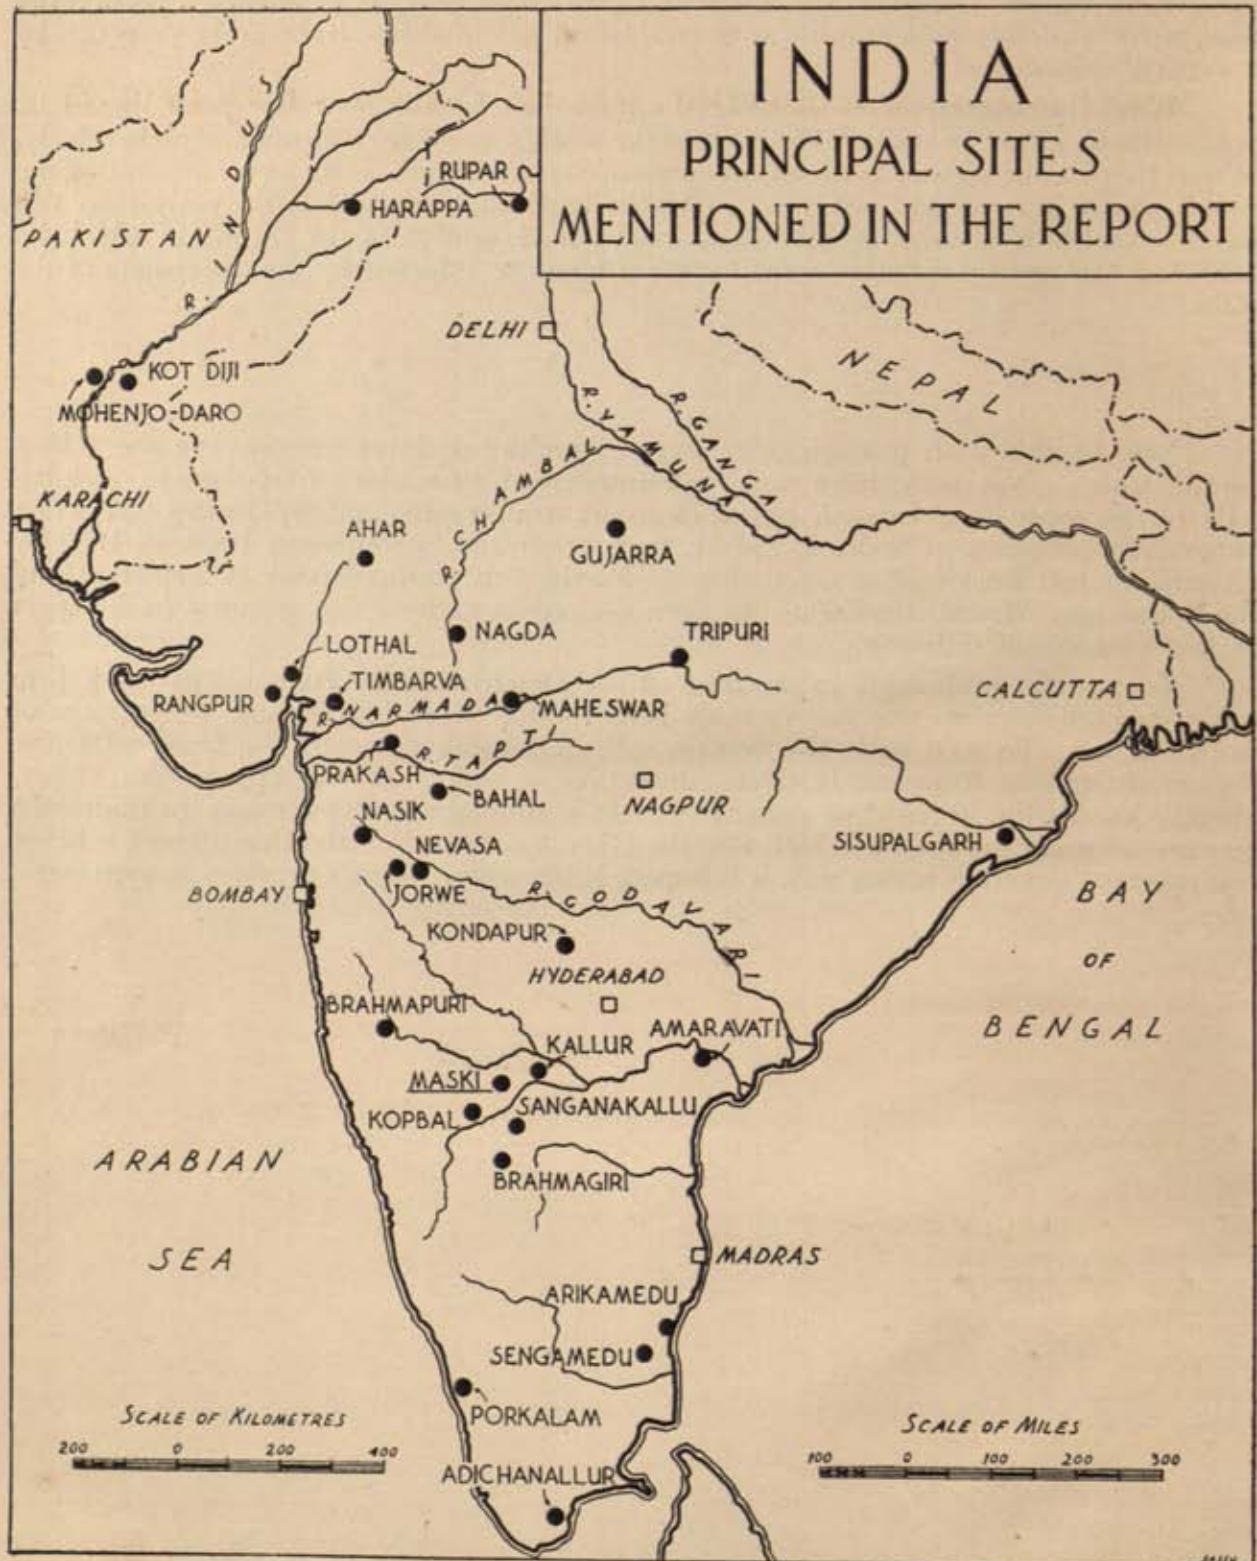 INDIA
PRINCIPAL SITES
MENTIONED IN THE REPORT
R. INDUS
RUPAR
HARAPPA
PAKISTAN
DELHI
NEPAL
KOT DIJI
MOHENJO-DARO
R. YAMUNA
R. GANGA
R. CHAMBAL
KARACHI
AHAR
GUJARRA
NAGDA
TRIPURI
LOTHAL
TIMBARVA
RANGPUR
R. NARMADA
MAHESWAR
CALCUTTA
PRAKASH
R. TAPTI
BAHAL
NAGPUR
NASIK
NEVASA
SISUPALGARH
JORWE
BOMBAY
R. GODAVARI
BAY
OF
BENGAL
KONDAPUR
HYDERABAD
BRAHMAPURI
KALLUR
AMARAVATI
MASKI
KOPBAL
SANGANAKALLU
BRAHMAGIRI
ARABIAN
SEA
MADRAS
ARIKAMEDU
SENGAMEDU
PORKALAM
ADICHANALLUR
SCALE OF KILOMETRES
200 0 200 400
SCALE OF MILES
100 0 100 200 300